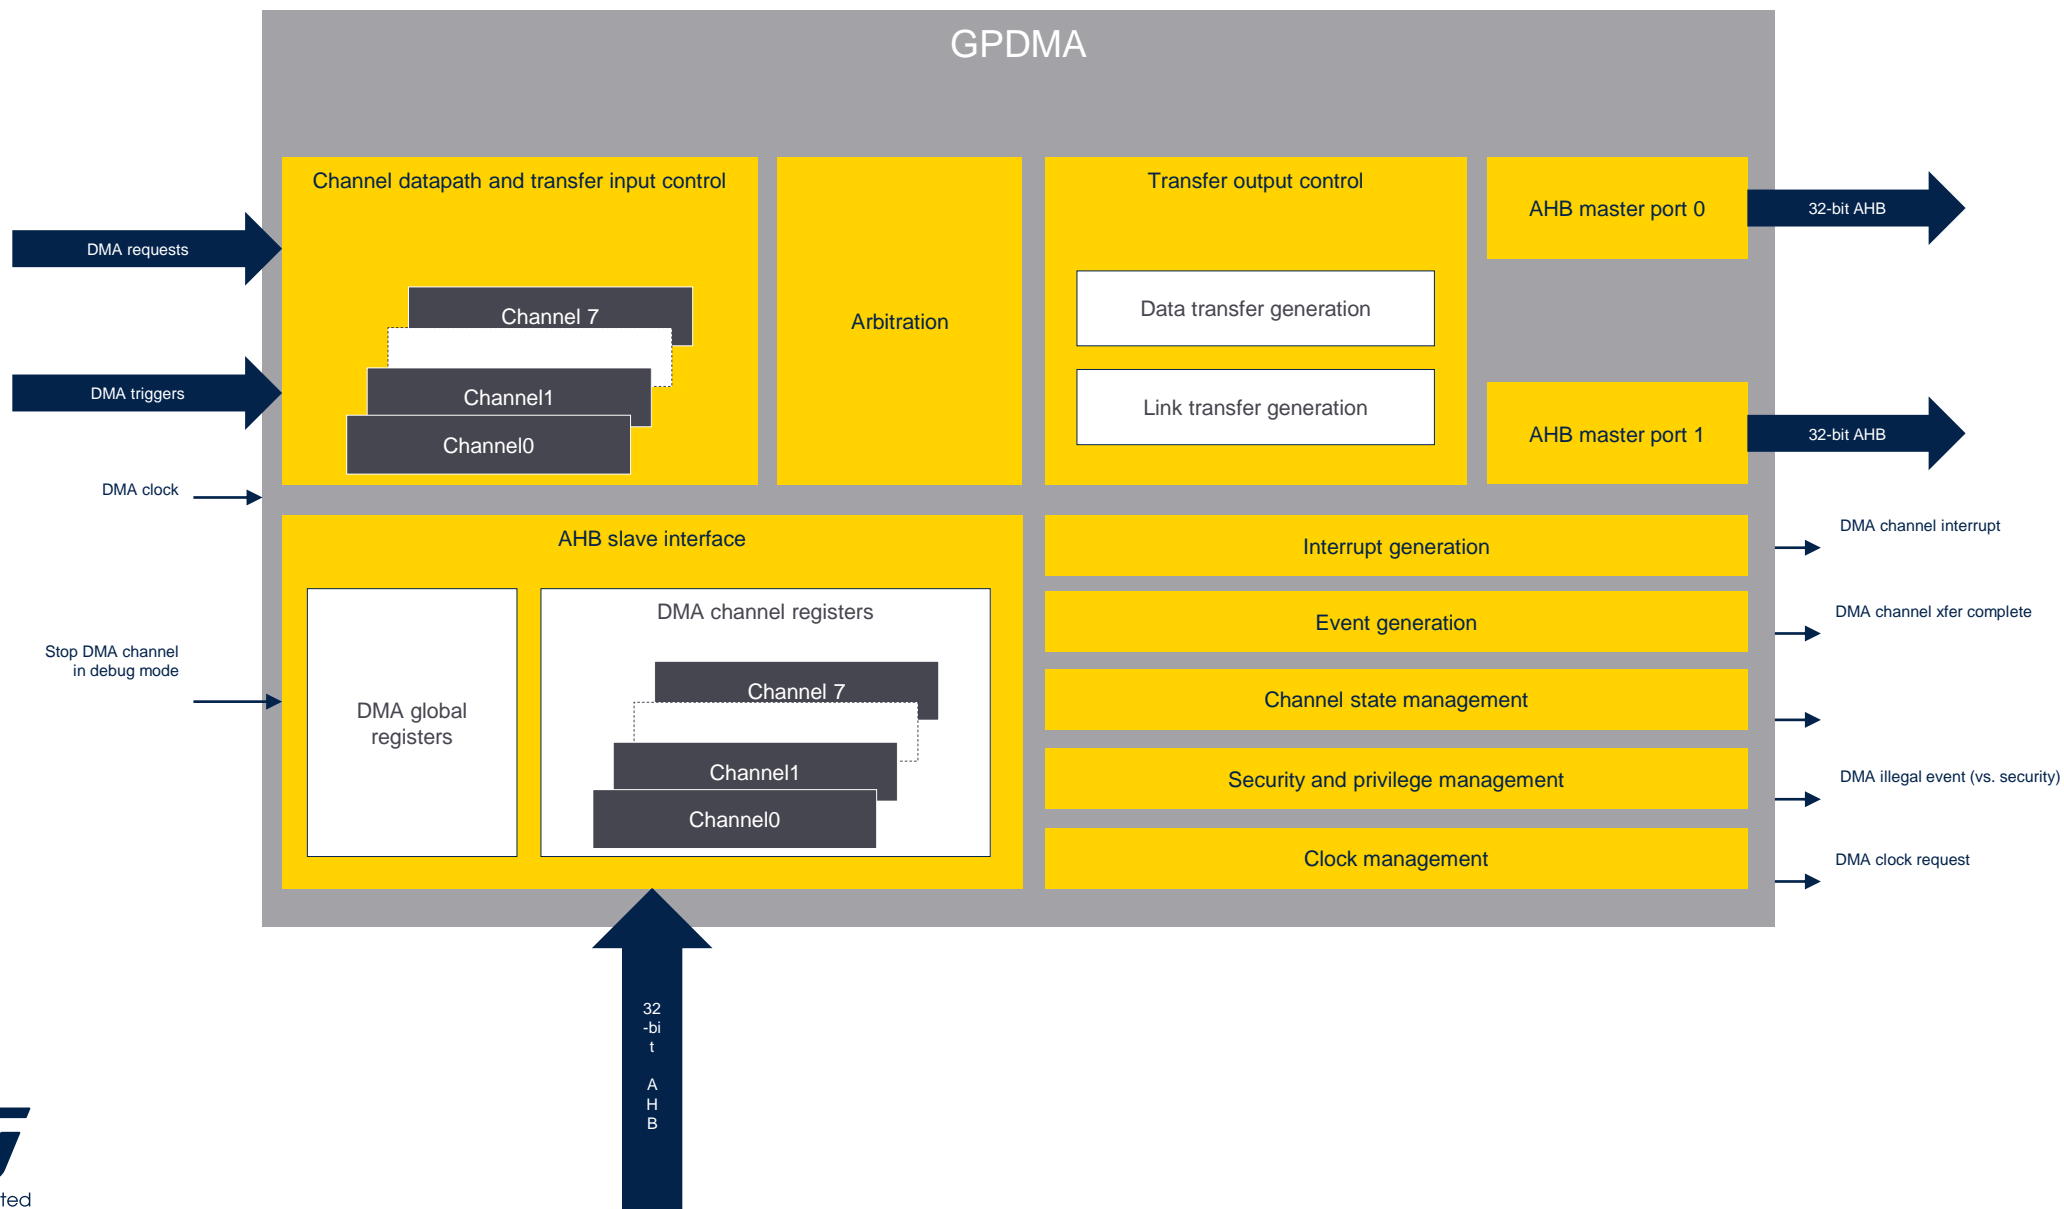 GPDMA
Channel datapath and transfer input control
Arbitration
Transfer output control
AHB master port 0
32-bit AHB
DMA requests
Channel 7
Data transfer generation
DMA triggers
Channel1
Channel0
Link transfer generation
AHB master port 1
32-bit AHB
DMA clock
AHB slave interface
Interrupt generation
DMA channel interrupt
DMA channel registers
Event generation
DMA channel xfer complete
Stop DMA channel
in debug mode
DMA global
registers
Channel 7
Channel1
Channel0
Channel state management
Security and privilege management
DMA illegal event (vs. security)
Clock management
DMA clock request
32
-bi
t
A
H
B
ted